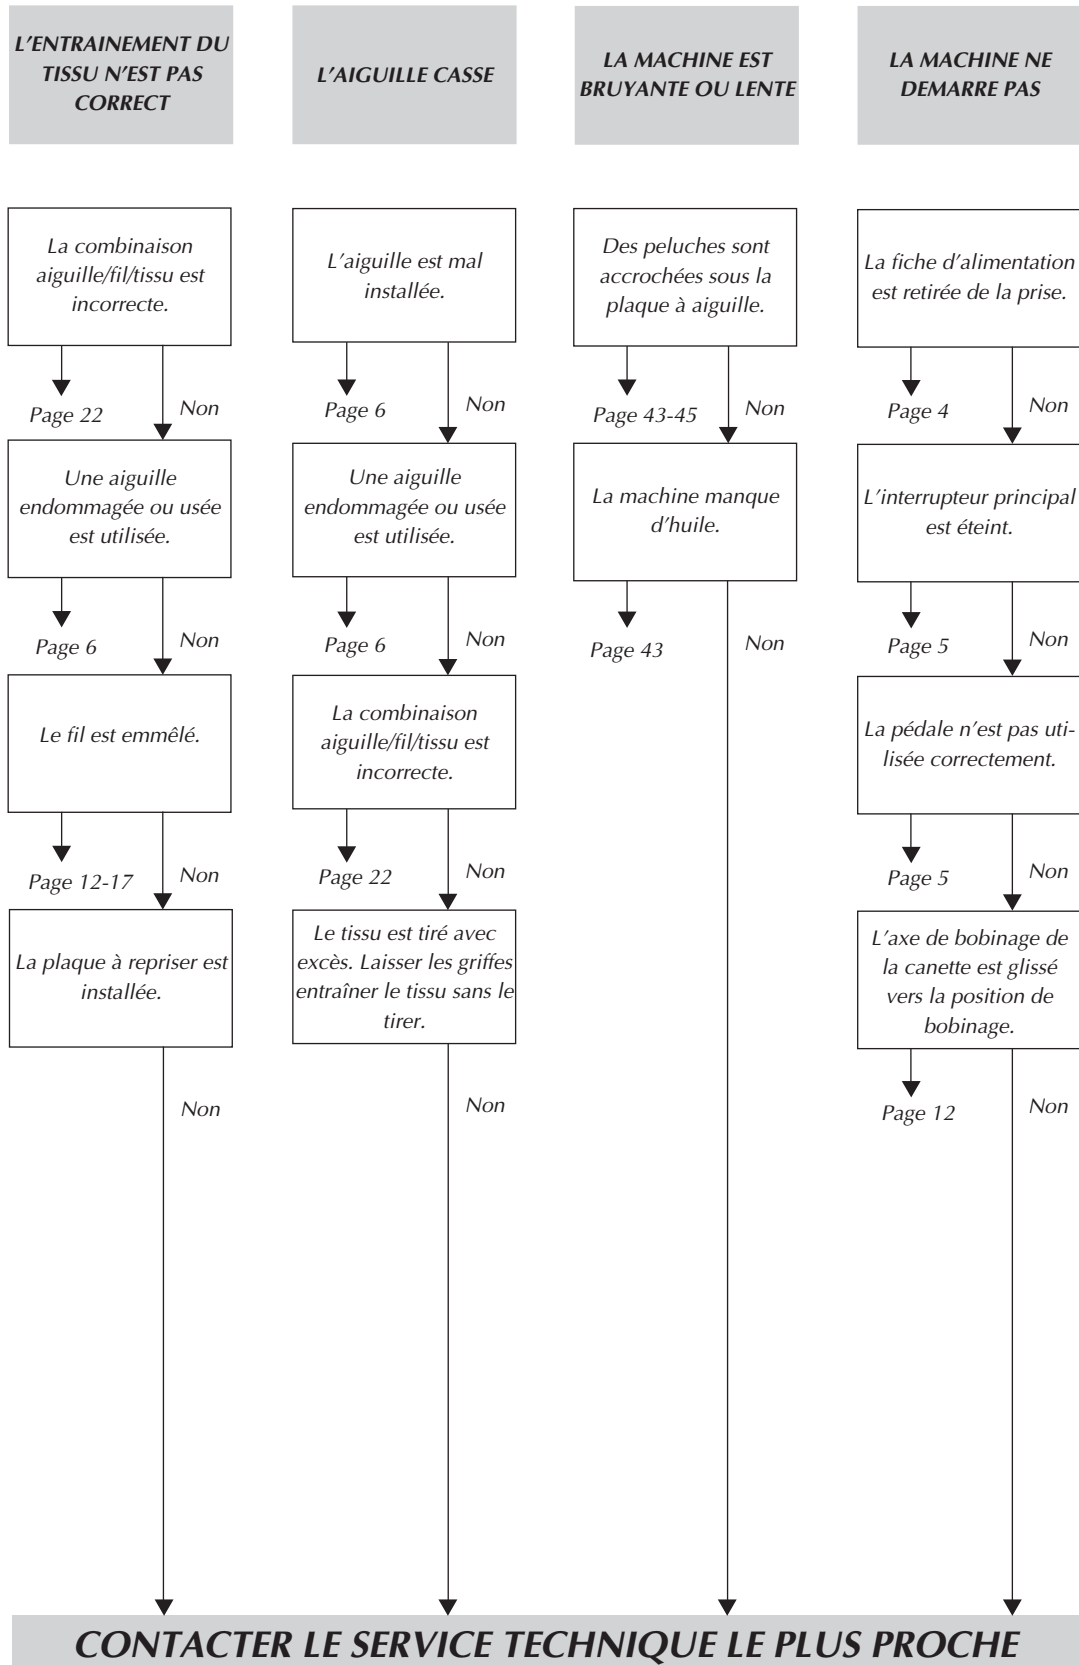 L'ENTRAINEMENT DU
TISSU N'EST PAS
CORRECT
La combinaison
aiguille/fil/tissu est
incorrecte.
Page 22
Non
Une aiguille
endommagée ou usée
est utilisée.
Page 6
Non
Le fil est emmêlé.
Page 12-17
Non
La plaque à repriser est
installée.
Non
L'AIGUILLE CASSE
L'aiguille est mal
installée.
Page 6
Non
Une aiguille
endommagée ou usée
est utilisée.
Page 6
Non
La combinaison
aiguille/fil/tissu est
incorrecte.
Page 22
Non
Le tissu est tiré avec
excès. Laisser les griffes
entraîner le tissu sans le
tirer.
Non
LA MACHINE EST
BRUYANTE OU LENTE
Des peluches sont
accrochées sous la
plaque à aiguille.
Page 43-45
Non
La machine manque
d'huile.
Page 43
Non
LA MACHINE NE
DEMARRE PAS
La fiche d'alimentation
est retirée de la prise.
Page 4
Non
L'interrupteur principal
est éteint.
Page 5
Non
La pédale n'est pas uti-
lisée correctement.
Page 5
Non
L'axe de bobinage de
la canette est glissé
vers la position de
bobinage.
Page 12
Non
CONTACTER LE SERVICE TECHNIQUE LE PLUS PROCHE